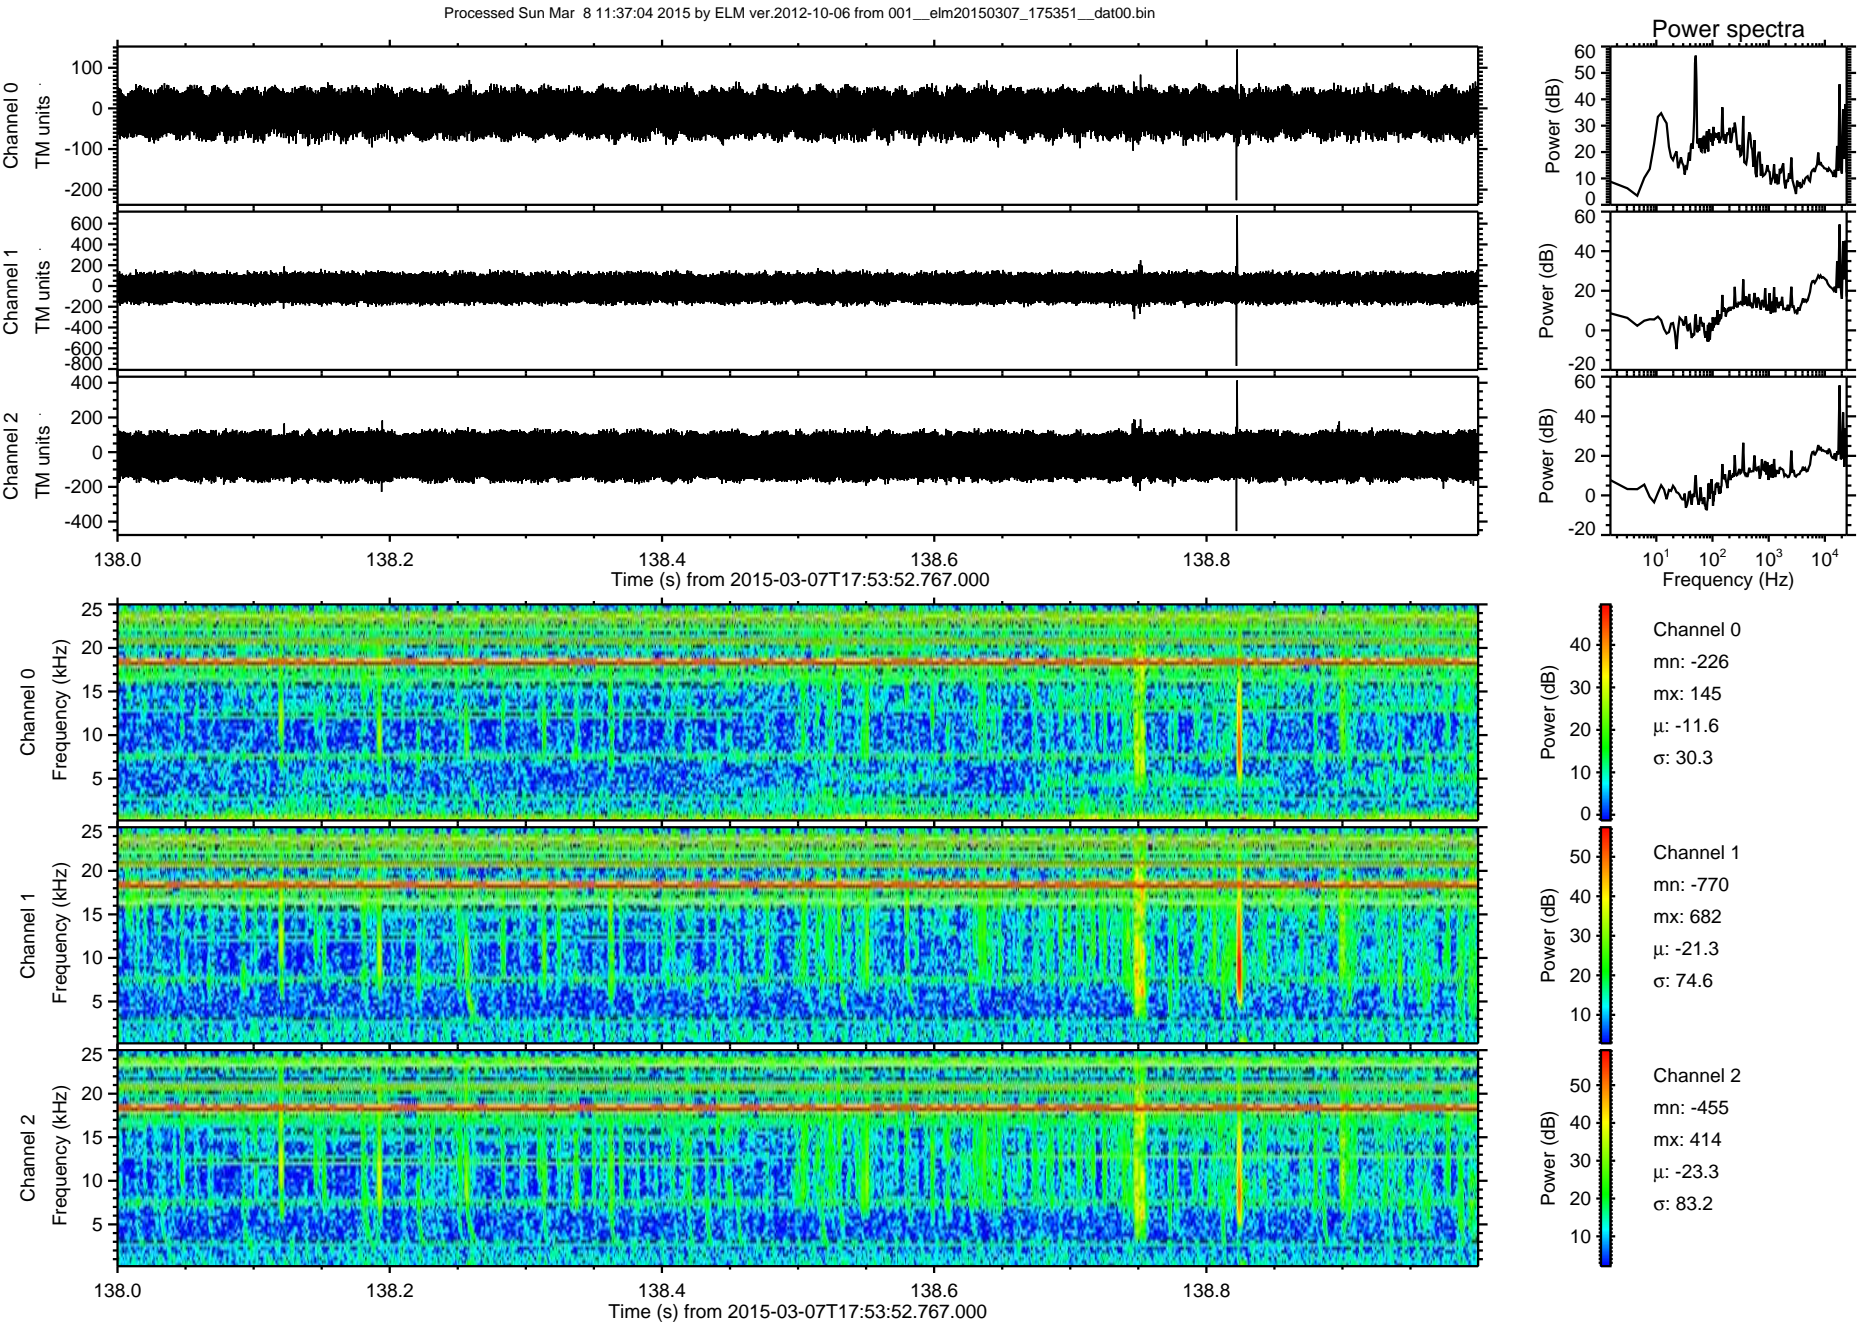 Processed Sun Mar  8 11:37:04 2015 by ELM ver.2012-10-06 from 001__elm20150307_175351__dat00.bin
Power spectra
Channel 0
TM units
100
0
-100
-200
Power (dB)
60
50
40
30
20
10
0
Channel 1
TM units
600
400
200
0
-200
-400
-600
-800
Power (dB)
60
40
20
0
-20
Channel 2
TM units
400
200
0
-200
-400
Power (dB)
60
40
20
0
-20
138.0 138.2 138.4 138.6 138.8
Time (s) from 2015-03-07T17:53:52.767.000
10¹ 10² 10³ 10⁴
Frequency (Hz)
Channel 0
Frequency (kHz)
25
20
15
10
5
Power (dB)
40
30
20
10
0
Channel 0
mn: -226
mx: 145
μ: -11.6
σ: 30.3
Channel 1
Frequency (kHz)
25
20
15
10
5
Power (dB)
50
40
30
20
10
Channel 1
mn: -770
mx: 682
μ: -21.3
σ: 74.6
Channel 2
Frequency (kHz)
25
20
15
10
5
Power (dB)
50
40
30
20
10
Channel 2
mn: -455
mx: 414
μ: -23.3
σ: 83.2
138.0 138.2 138.4 138.6 138.8
Time (s) from 2015-03-07T17:53:52.767.000